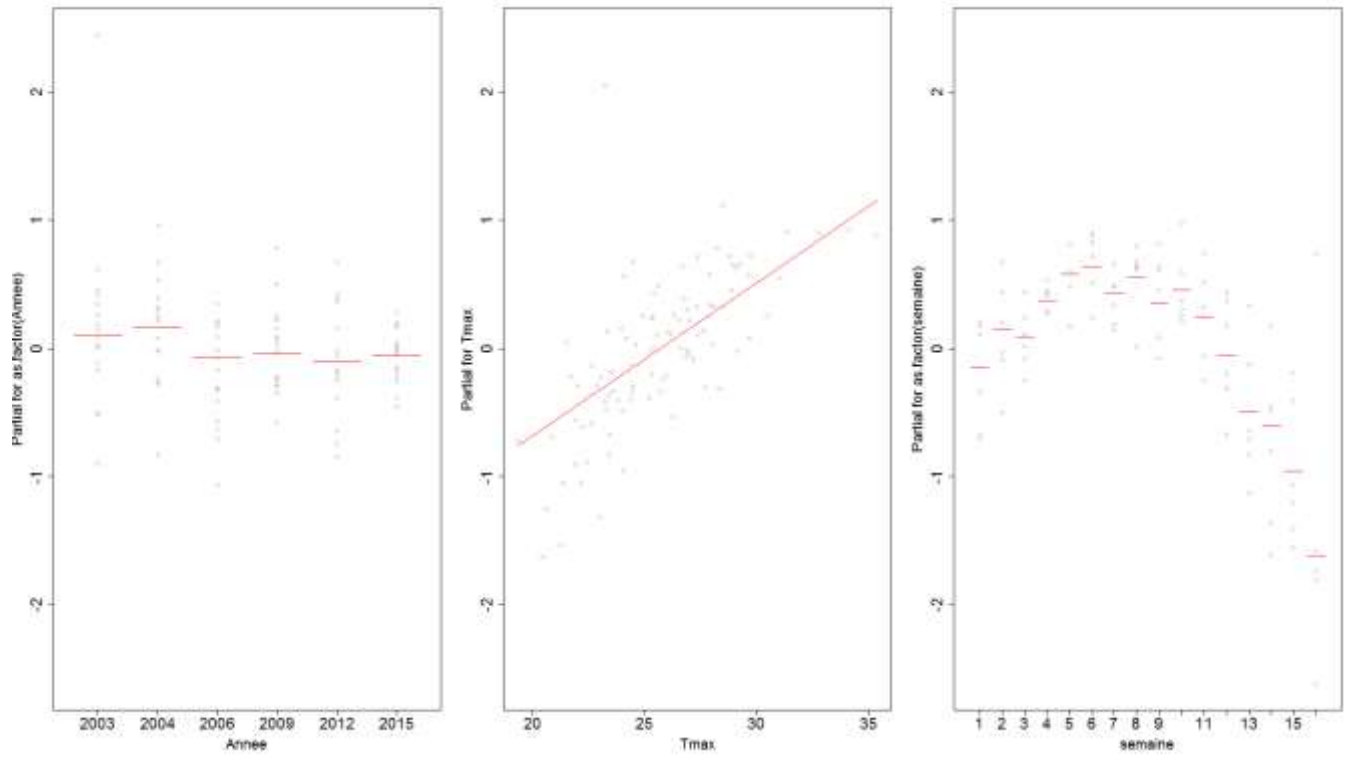 Partial for as.factor(Annee)
2
1
0
-1
-2
2003 2004 2006 2009 2012 2015
Annee
Partial for Tmax
2
1
0
-1
-2
20 25 30 35
Tmax
Partial for as.factor(semaine)
2
1
0
-1
-2
1 2 3 4 5 6 7 8 9 11 13 15
semaine